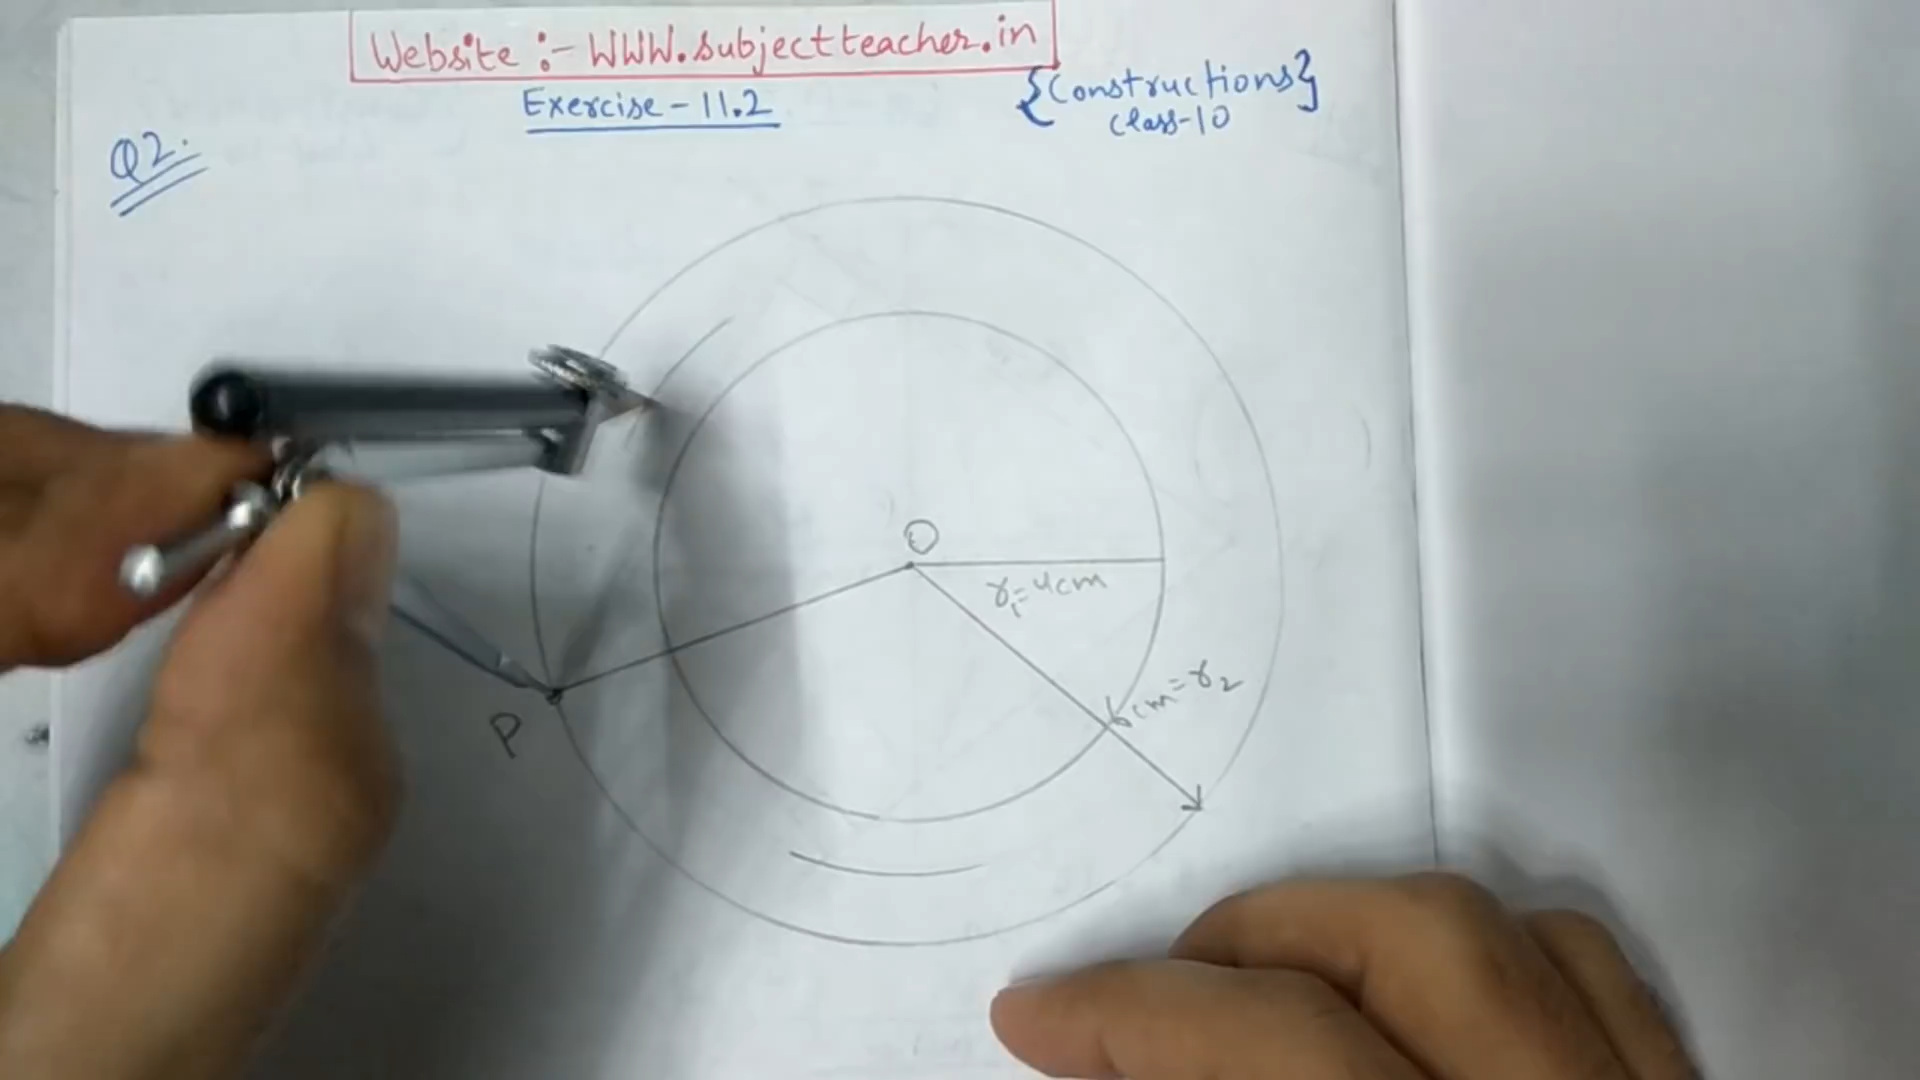 Website :- WWW.subjectteacher.in
Exercise - 11.2
{Constructions}
Class-10
Q2.
O
r₁=4cm
6cm=r₂
P